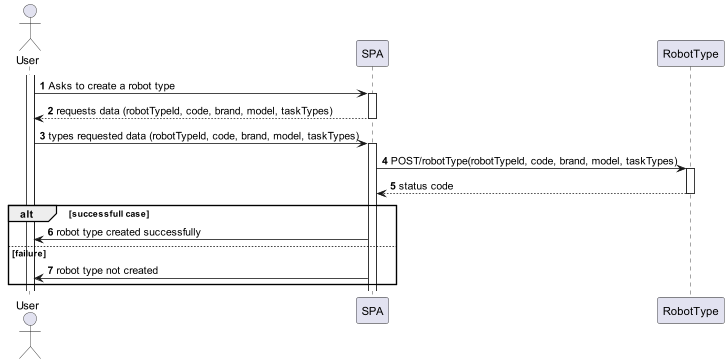 User
SPA
RobotType
1 Asks to create a robot type
2 requests data (robotTypeId, code, brand, model, taskTypes)
3 types requested data (robotTypeId, code, brand, model, taskTypes)
4 POST/robotType(robotTypeId, code, brand, model, taskTypes)
5 status code
alt [successfull case]
6 robot type created successfully
[failure]
7 robot type not created
User
SPA
RobotType